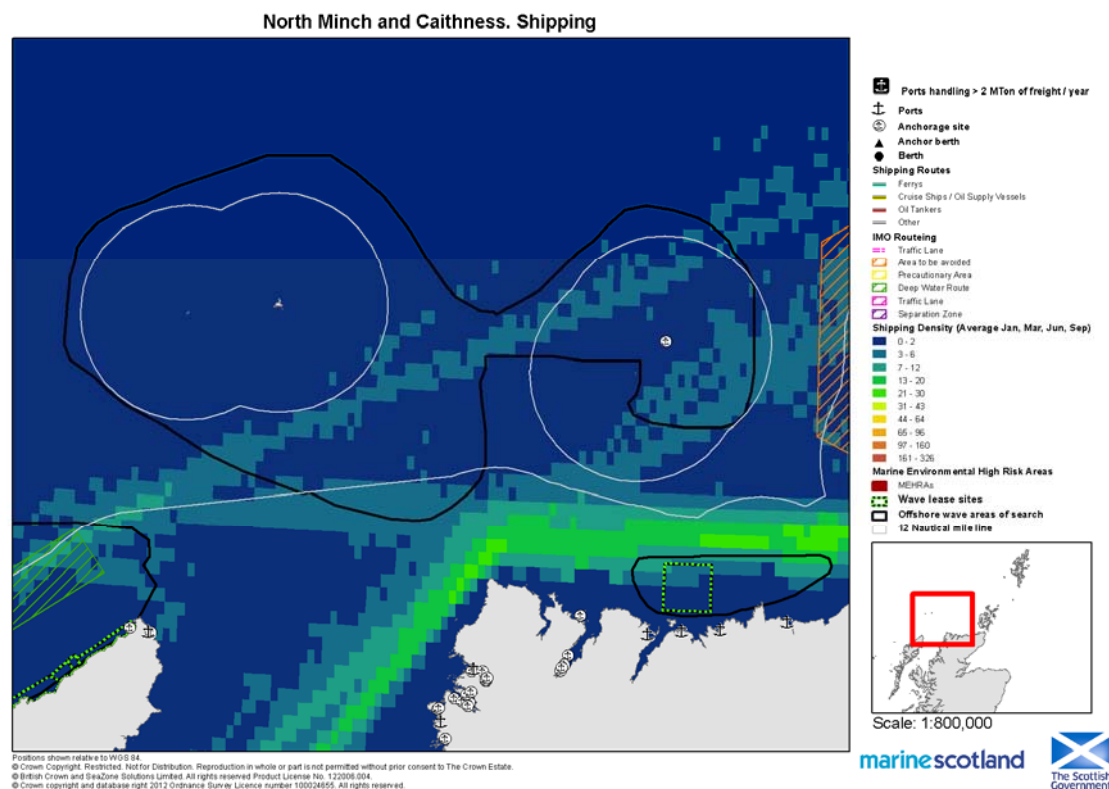 North Minch and Caithness. Shipping
Ports handling > 2 MTon of freight / year
Ports
Anchorage site
Anchor berth
Berth
Shipping Routes
Ferrys
Cruise Ships / Oil Supply Vessels
Oil Tankers
Other
IMO Routeing
Traffic Lane
Area to be avoided
Precautionary Area
Deep Water Route
Traffic Lane
Separation Zone
Shipping Density (Average Jan, Mar, Jun, Sep)
0 - 2
3 - 6
7 - 12
13 - 20
21 - 30
31 - 43
44 - 64
65 - 96
97 - 160
161 - 326
Marine Environmental High Risk Areas
MEHRAs
Wave lease sites
Offshore wave areas of search
12 Nautical mile line
Scale: 1:800,000
marinescotland
The Scottish
Government
Positions shown relative to WGS 84.
© Crown Copyright. Restricted. Not for Distribution. Reproduction in whole or part is not permitted without prior consent to The Crown Estate.
© British Crown and SeaZone Solutions Limited. All rights reserved Product License No. 122006.004.
© Crown copyright and database right 2012 Ordnance Survey Licence number 100024655. All rights reserved.